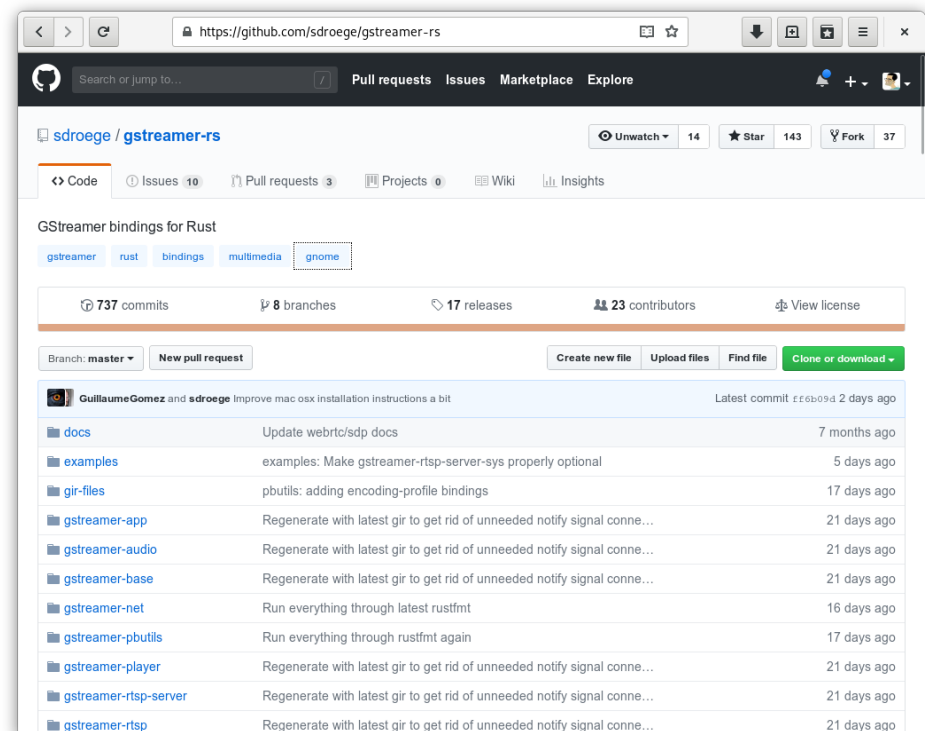 https://github.com/sdroege/gstreamer-rs
Search or jump to… / Pull requests Issues Marketplace Explore
sdroege / gstreamer-rs Unwatch 14 Star 143 Fork 37
Code Issues 10 Pull requests 3 Projects 0 Wiki Insights
GStreamer bindings for Rust
gstreamer rust bindings multimedia gnome
737 commits 8 branches 17 releases 23 contributors View license
Branch: master New pull request Create new file Upload files Find file Clone or download
GuillaumeGomez and sdroege Improve mac osx installation instructions a bit Latest commit ff6b09d 2 days ago
docs Update webrtc/sdp docs 7 months ago
examples examples: Make gstreamer-rtsp-server-sys properly optional 5 days ago
gir-files pbutils: adding encoding-profile bindings 17 days ago
gstreamer-app Regenerate with latest gir to get rid of unneeded notify signal conne… 21 days ago
gstreamer-audio Regenerate with latest gir to get rid of unneeded notify signal conne… 21 days ago
gstreamer-base Regenerate with latest gir to get rid of unneeded notify signal conne… 21 days ago
gstreamer-net Run everything through latest rustfmt 16 days ago
gstreamer-pbutils Run everything through rustfmt again 17 days ago
gstreamer-player Regenerate with latest gir to get rid of unneeded notify signal conne… 21 days ago
gstreamer-rtsp-server Regenerate with latest gir to get rid of unneeded notify signal conne… 21 days ago
gstreamer-rtsp Regenerate with latest gir to get rid of unneeded notify signal conne… 21 days ago